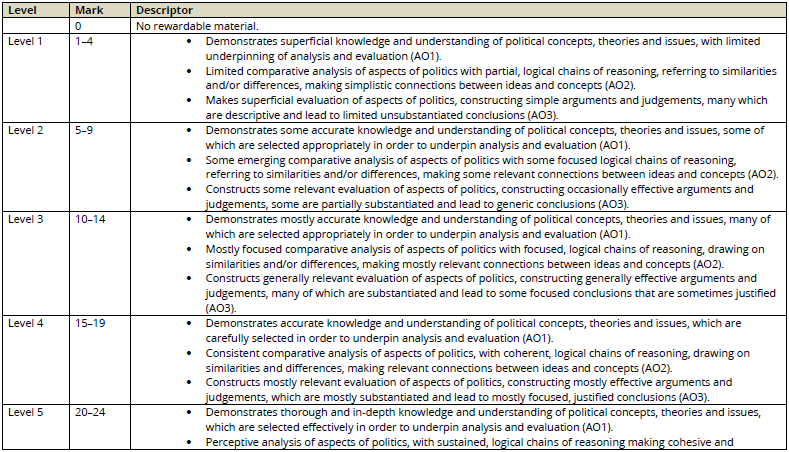 Level Mark Descriptor
0 No rewardable material.
Level 1 1–4 • Demonstrates superficial knowledge and understanding of political concepts, theories and issues, with limited
underpinning of analysis and evaluation (AO1).
• Limited comparative analysis of aspects of politics with partial, logical chains of reasoning, referring to similarities
and/or differences, making simplistic connections between ideas and concepts (AO2).
• Makes superficial evaluation of aspects of politics, constructing simple arguments and judgements, many which
are descriptive and lead to limited unsubstantiated conclusions (AO3).
Level 2 5–9 • Demonstrates some accurate knowledge and understanding of political concepts, theories and issues, some of
which are selected appropriately in order to underpin analysis and evaluation (AO1).
• Some emerging comparative analysis of aspects of politics with some focused logical chains of reasoning,
referring to similarities and/or differences, making some relevant connections between ideas and concepts (AO2).
• Constructs some relevant evaluation of aspects of politics, constructing occasionally effective arguments and
judgements, some are partially substantiated and lead to generic conclusions (AO3).
Level 3 10–14 • Demonstrates mostly accurate knowledge and understanding of political concepts, theories and issues, many of
which are selected appropriately in order to underpin analysis and evaluation (AO1).
• Mostly focused comparative analysis of aspects of politics with focused, logical chains of reasoning, drawing on
similarities and/or differences, making mostly relevant connections between ideas and concepts (AO2).
• Constructs generally relevant evaluation of aspects of politics, constructing generally effective arguments and
judgements, many of which are substantiated and lead to some focused conclusions that are sometimes justified
(AO3).
Level 4 15–19 • Demonstrates accurate knowledge and understanding of political concepts, theories and issues, which are
carefully selected in order to underpin analysis and evaluation (AO1).
• Consistent comparative analysis of aspects of politics, with coherent, logical chains of reasoning, drawing on
similarities and differences, making relevant connections between ideas and concepts (AO2).
• Constructs mostly relevant evaluation of aspects of politics, constructing mostly effective arguments and
judgements, which are mostly substantiated and lead to mostly focused, justified conclusions (AO3).
Level 5 20–24 • Demonstrates thorough and in-depth knowledge and understanding of political concepts, theories and issues,
which are selected effectively in order to underpin analysis and evaluation (AO1).
• Perceptive analysis of aspects of politics, with sustained, logical chains of reasoning making cohesive and